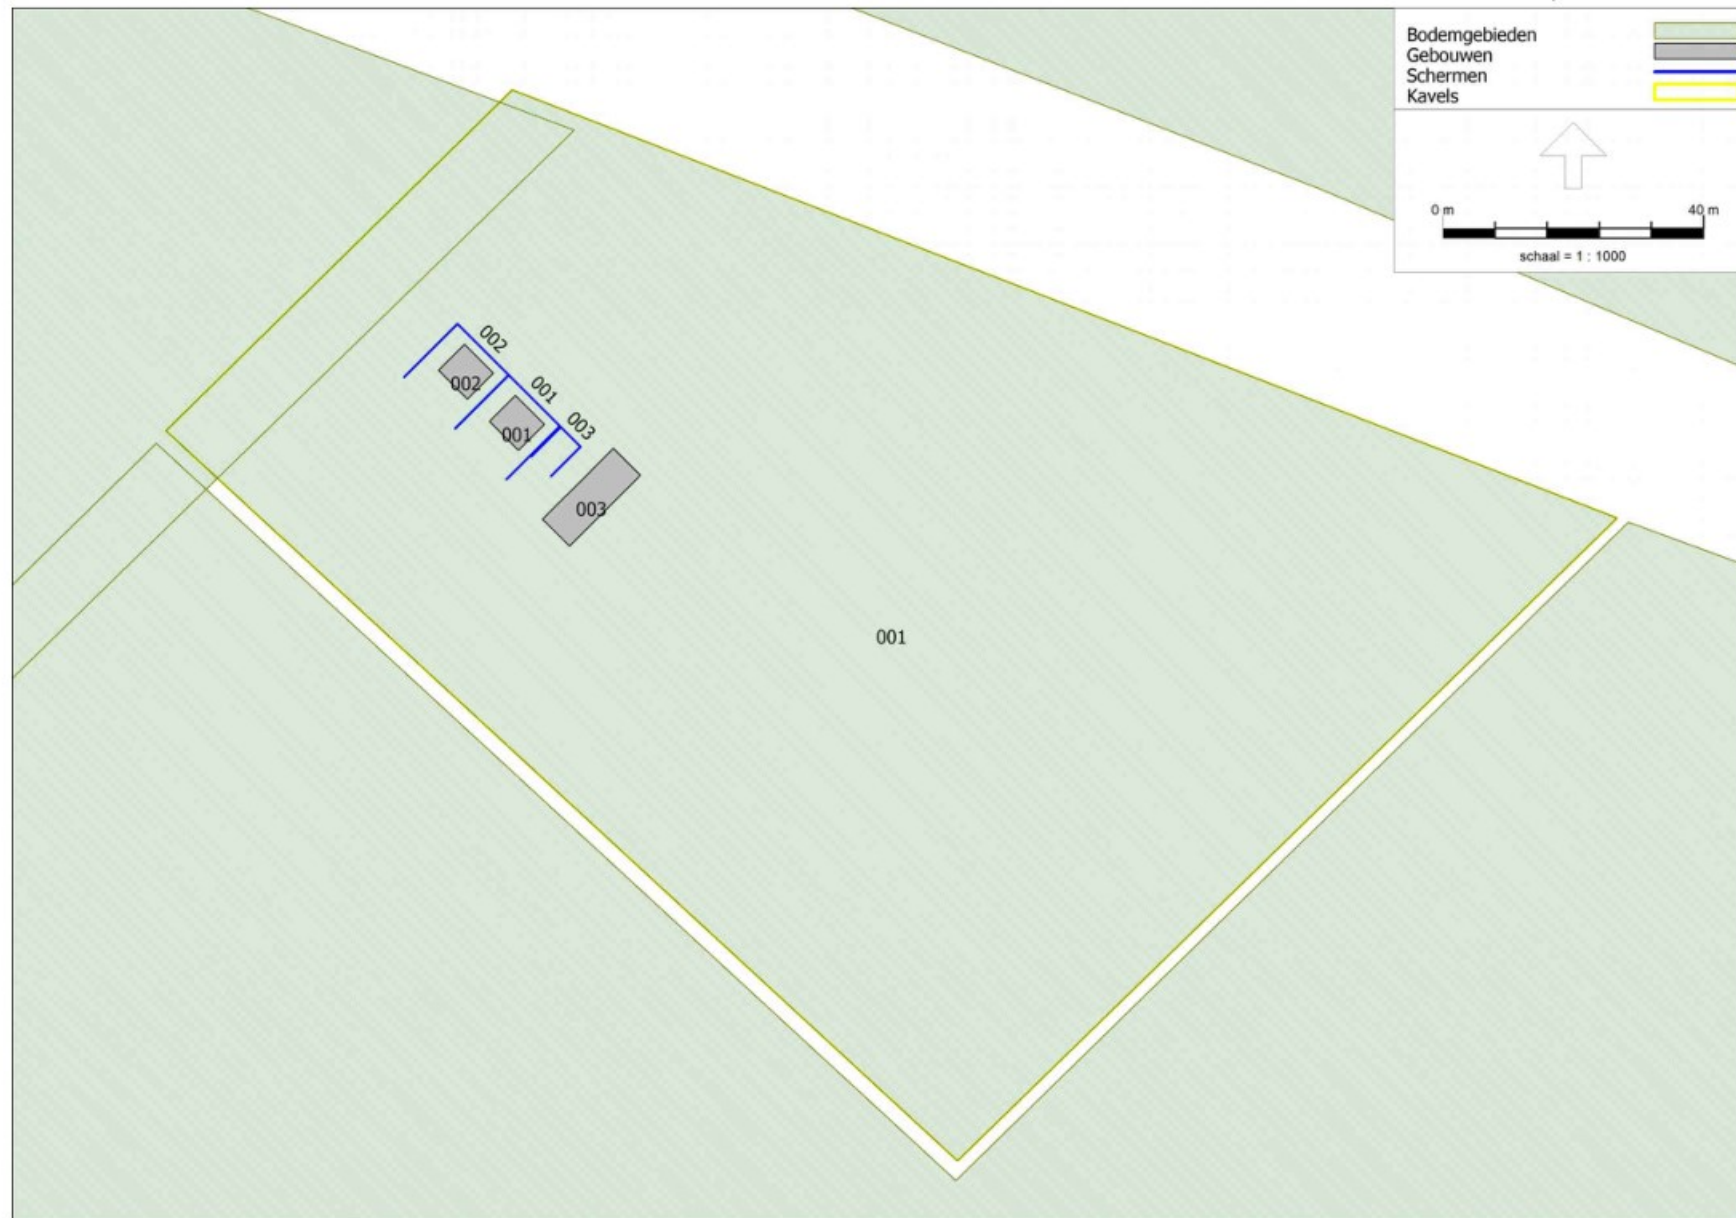 Bodemgebieden
Gebouwen
Schermen
Kavels
0 m
40 m
schaal = 1 : 1000
002
001
003
002
001
003
001